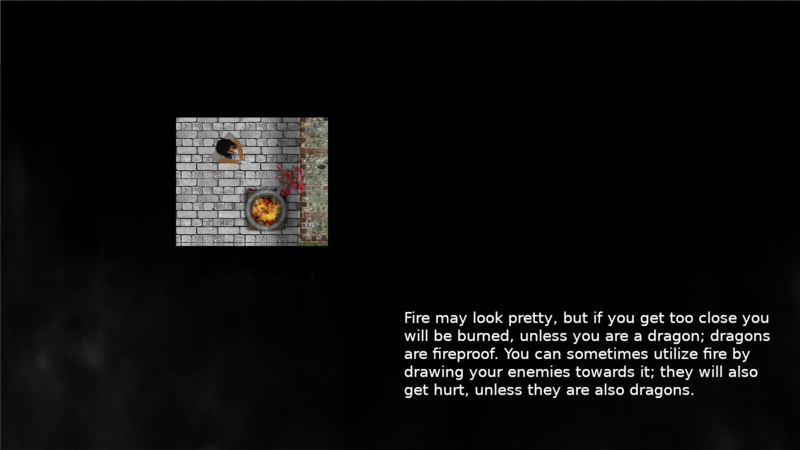 Fire may look pretty, but if you get too close you
will be burned, unless you are a dragon; dragons
are fireproof. You can sometimes utilize fire by
drawing your enemies towards it; they will also
get hurt, unless they are also dragons.